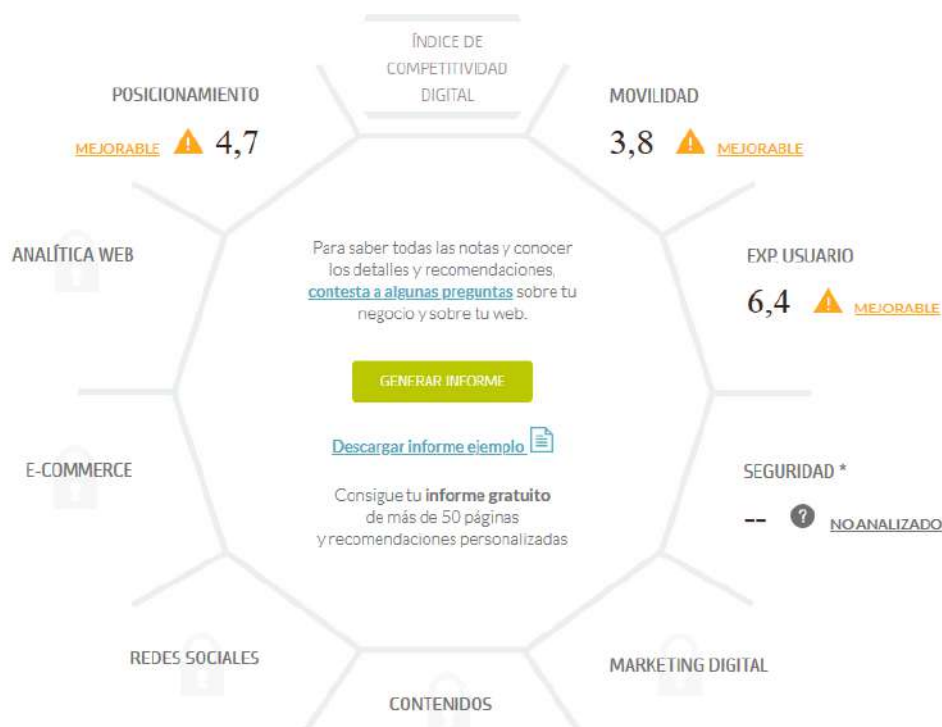 ÍNDICE DE
COMPETITIVIDAD
DIGITAL
POSICIONAMIENTO
MEJORABLE 4,7
MOVILIDAD
3,8 MEJORABLE
ANALÍTICA WEB
EXP. USUARIO
6,4 MEJORABLE
Para saber todas las notas y conocer
los detalles y recomendaciones,
contesta a algunas preguntas sobre tu
negocio y sobre tu web.
GENERAR INFORME
Descargar informe ejemplo
Consigue tu informe gratuito
de más de 50 páginas
y recomendaciones personalizadas
E-COMMERCE
SEGURIDAD *
-- ? NO ANALIZADO
REDES SOCIALES
MARKETING DIGITAL
CONTENIDOS